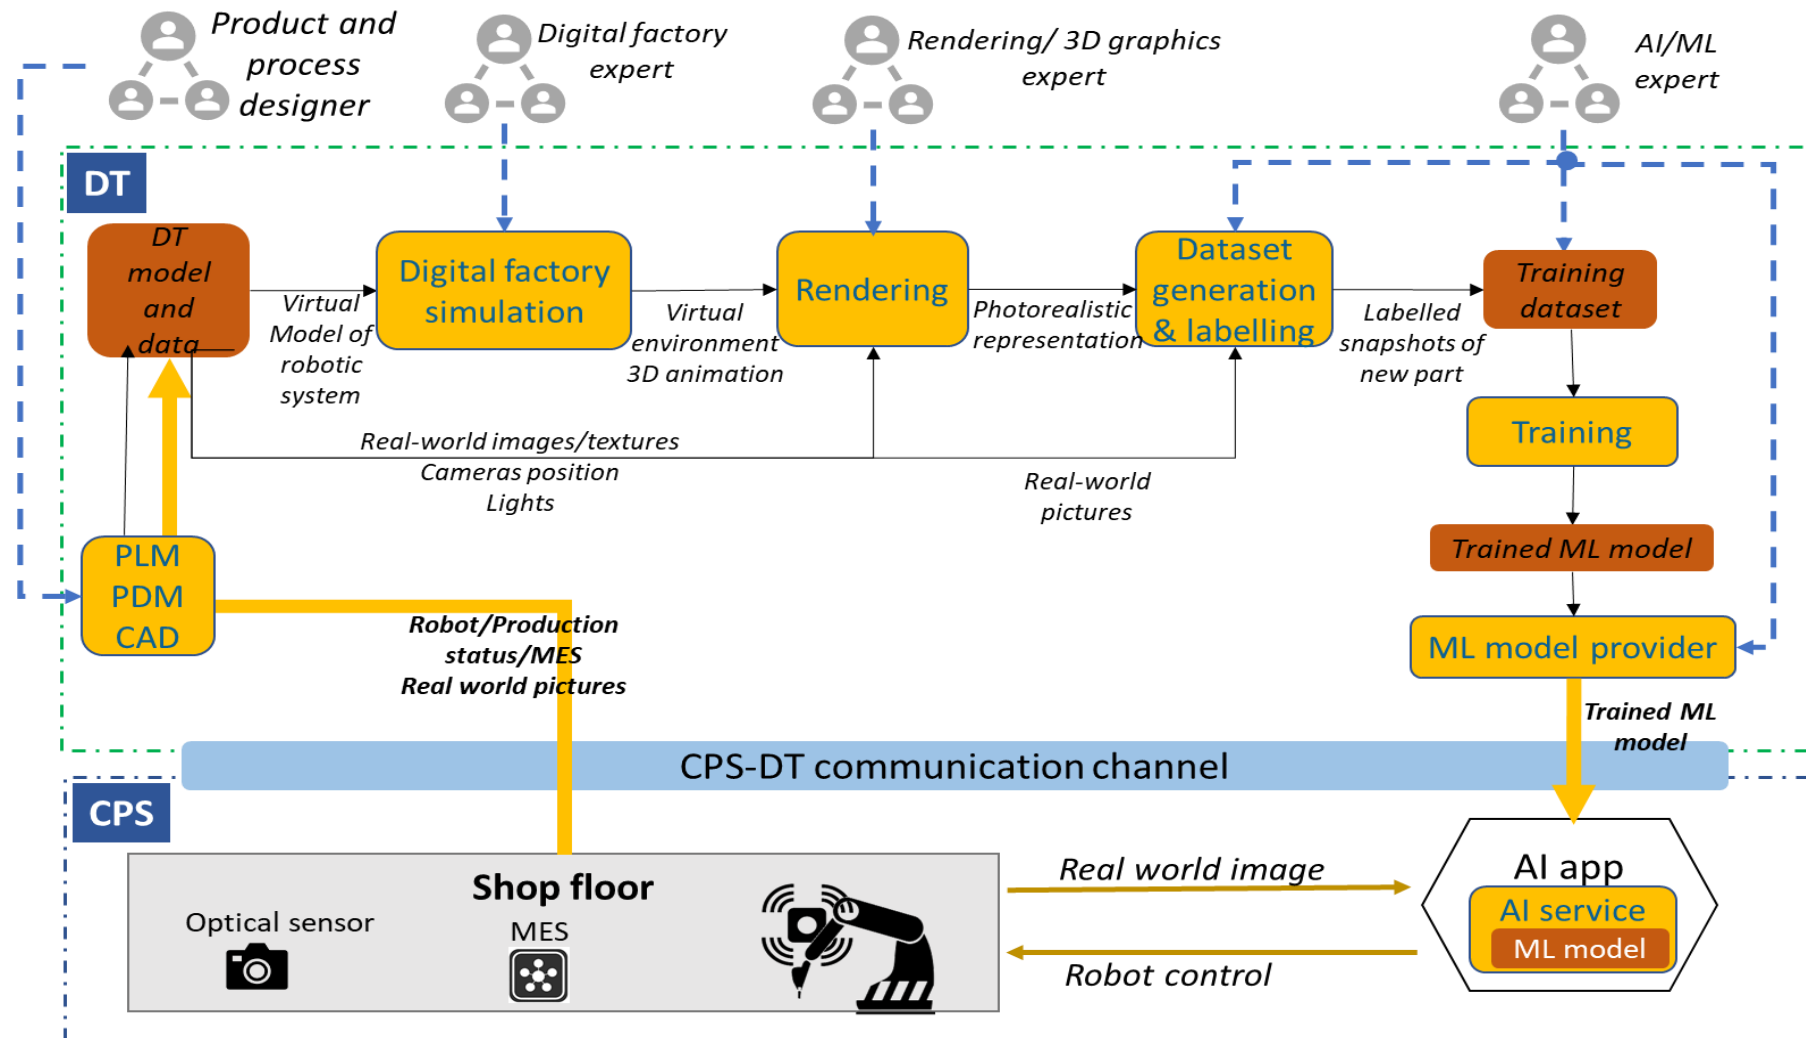 Product and
process
designer
Digital factory
expert
Rendering/ 3D graphics
expert
AI/ML
expert
DT
DT
model
and
data
Virtual
Model of
robotic
system
Digital factory
simulation
Virtual
environment
3D animation
Rendering
Photorealistic
representation
Dataset
generation
& labelling
Labelled
snapshots of
new part
Training
dataset
Training
Real-world images/textures
Cameras position
Lights
Real-world
pictures
Trained ML model
PLM
PDM
CAD
Robot/Production
status/MES
Real world pictures
ML model provider
Trained ML
model
CPS-DT communication channel
CPS
Shop floor
Optical sensor
MES
Real world image
Robot control
AI app
AI service
ML model